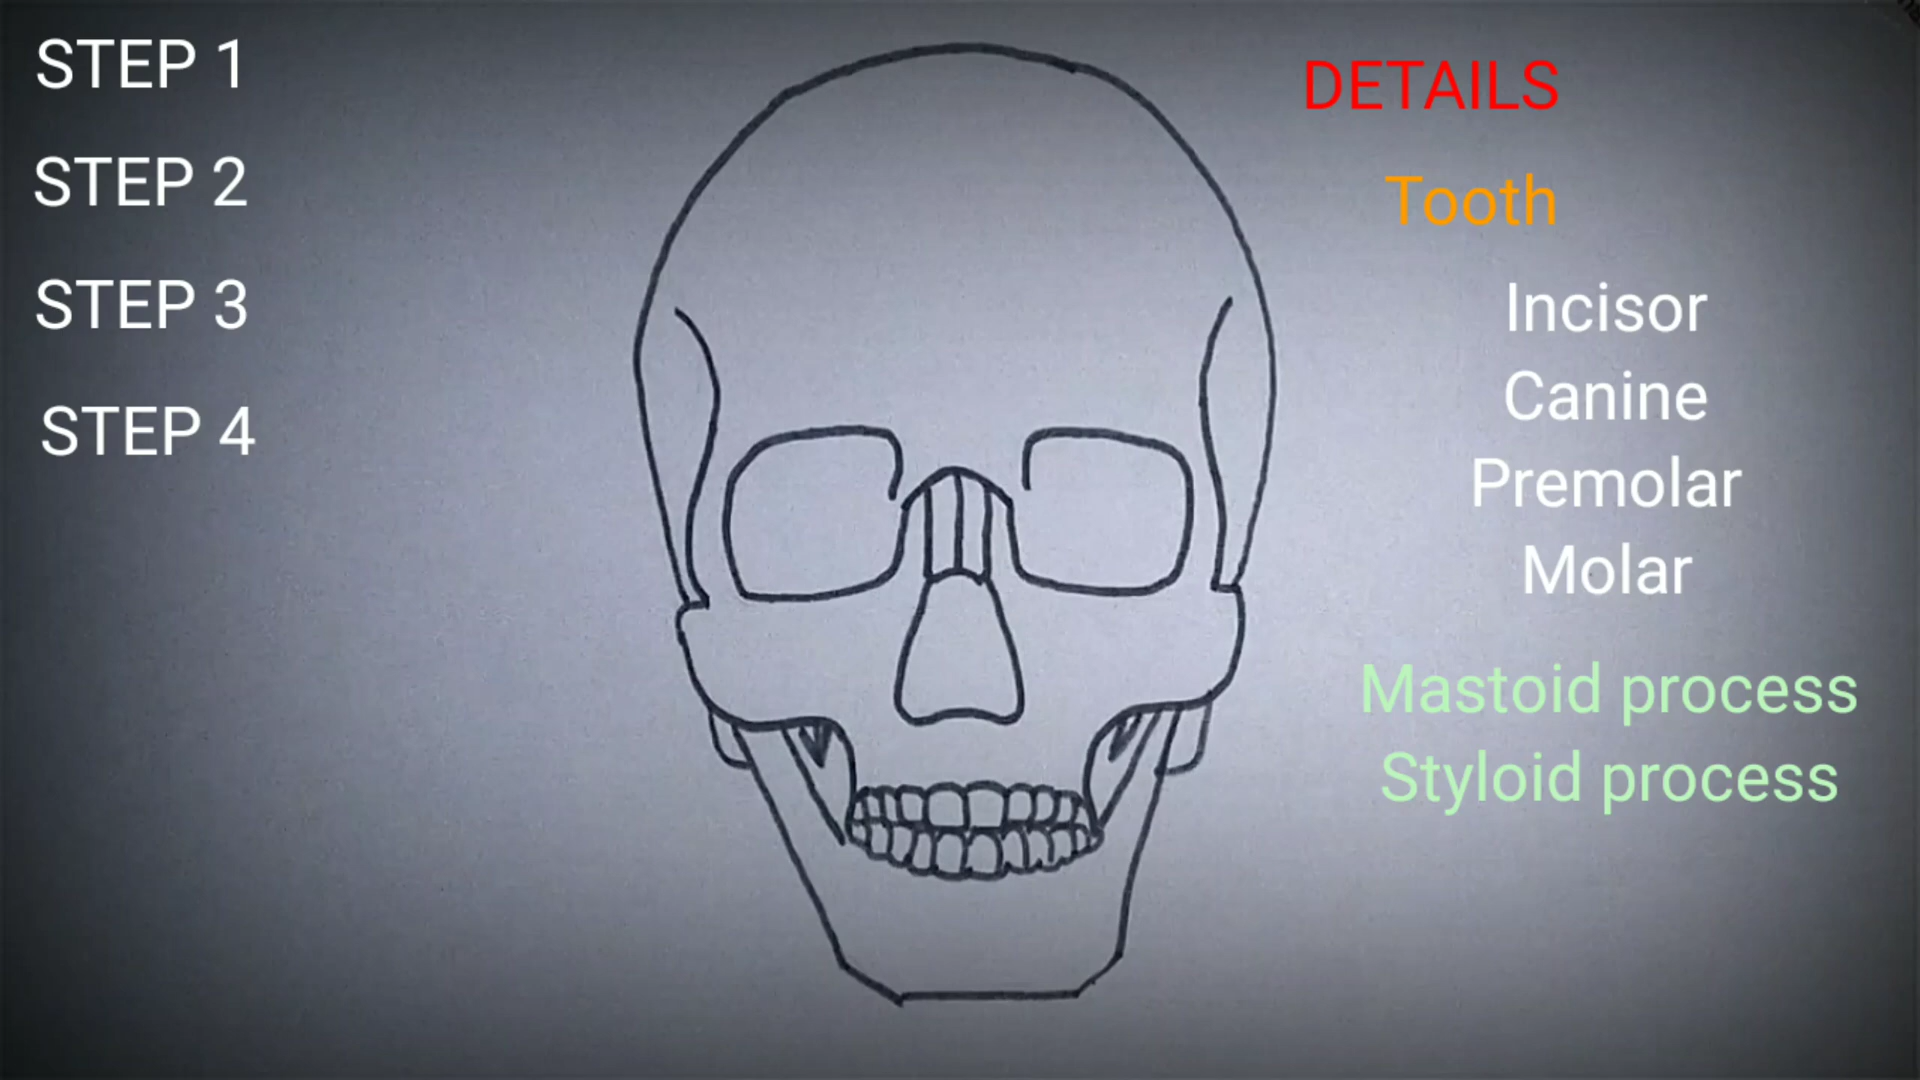 STEP 1
STEP 2
STEP 3
STEP 4
DETAILS
Tooth
Incisor
Canine
Premolar
Molar
Mastoid process
Styloid process